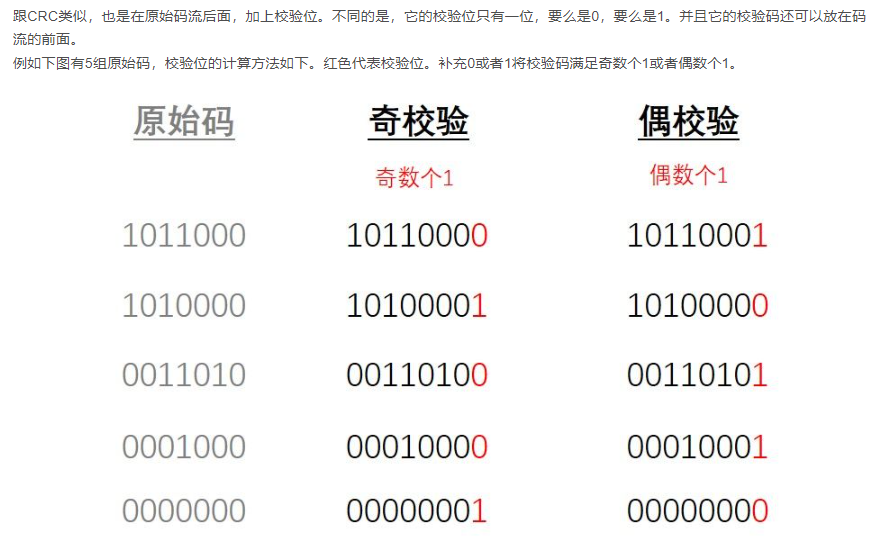 跟CRC类似，也是在原始码流后面，加上校验位。不同的是，它的校验位只有一位，要么是0，要么是1。并且它的校验码还可以放在码
流的前面。
例如下图有5组原始码，校验位的计算方法如下。红色代表校验位。补充0或者1将校验码满足奇数个1或者偶数个1。
原始码 奇校验 偶校验
奇数个1 偶数个1
1011000 10110000 10110001
1010000 10100001 10100000
0011010 00110100 00110101
0001000 00010000 00010001
0000000 00000001 00000000